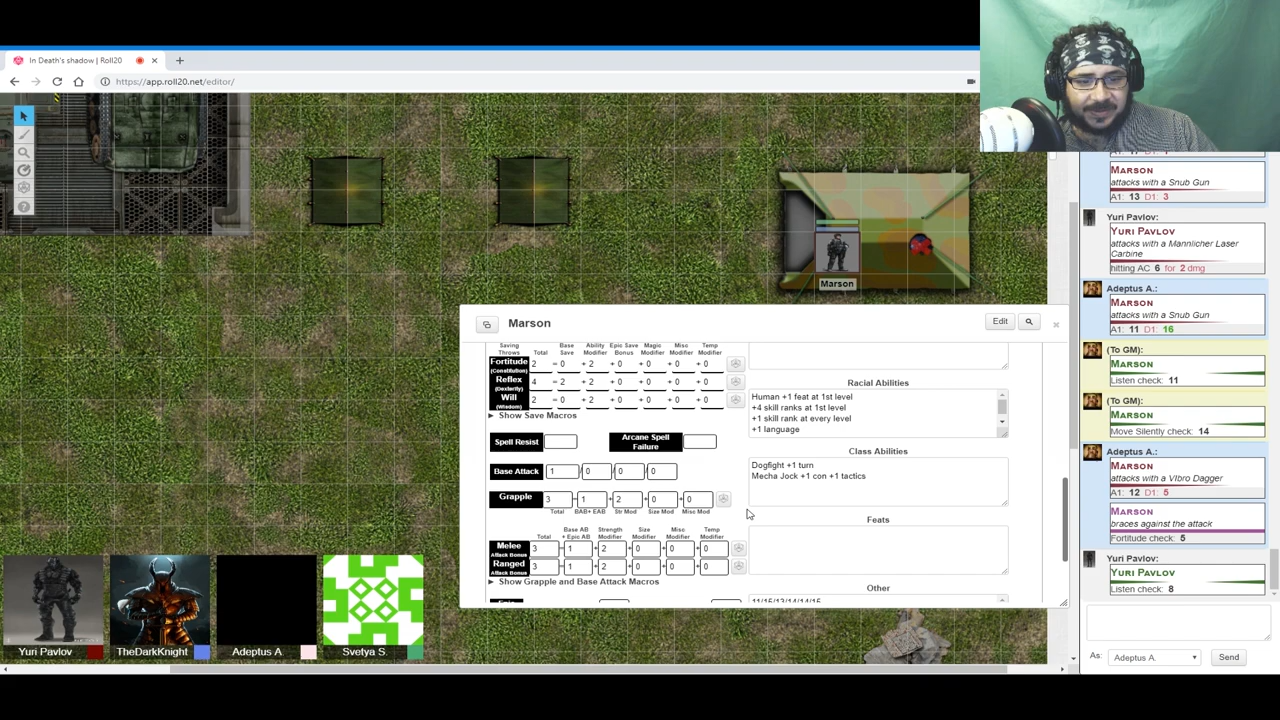 In Death's shadow | Roll20
https://app.roll20.net/editor/
MARSON
attacks with a Snub Gun
A1: 13 D1: 3
Yuri Pavlov:
YURI PAVLOV
attacks with a Mannlicher Laser
Carbine
hitting AC 6 for 2 dmg
Adeptus A.:
MARSON
attacks with a Snub Gun
A1: 11 D1: 16
(To GM):
MARSON
Listen check: 11
(To GM):
MARSON
Move Silently check: 14
Adeptus A.:
MARSON
attacks with a VIbro Dagger
A1: 12 D1: 5
MARSON
braces against the attack
Fortitude check: 5
Yuri Pavlov:
YURI PAVLOV
Listen check: 8
As: Adeptus A.
Send
Marson
Marson
Edit
Saving Throws Total Base Save Ability Modifier Epic Save Bonus Magic Modifier Misc Modifier Temp Modifier
Fortitude (Constitution) 2 = 0 + 2 + 0 + 0 + 0 + 0
Reflex (Dexterity) 4 = 2 + 2 + 0 + 0 + 0 + 0
Will (Wisdom) 2 = 0 + 2 + 0 + 0 + 0 + 0
Show Save Macros
Spell Resist
Arcane Spell Failure
Base Attack 1 / 0 / 0 / 0
Grapple 3 = 1 + 2 + 0 + 0
Total BAB+ EAB Str Mod Size Mod Misc Mod
Total Base AB + Epic AB Strength Modifier Size Modifier Misc Modifier Temp Modifier
Melee Attack Bonus 3 = 1 + 2 + 0 + 0 + 0
Ranged Attack Bonus 3 = 1 + 2 + 0 + 0 + 0
Show Grapple and Base Attack Macros
Racial Abilities
Human +1 feat at 1st level
+4 skill ranks at 1st level
+1 skill rank at every level
+1 language
Class Abilities
Dogfight +1 turn
Mecha Jock +1 con +1 tactics
Feats
Other
Yuri Pavlov
TheDarkKnight
Adeptus A
Svetya S.